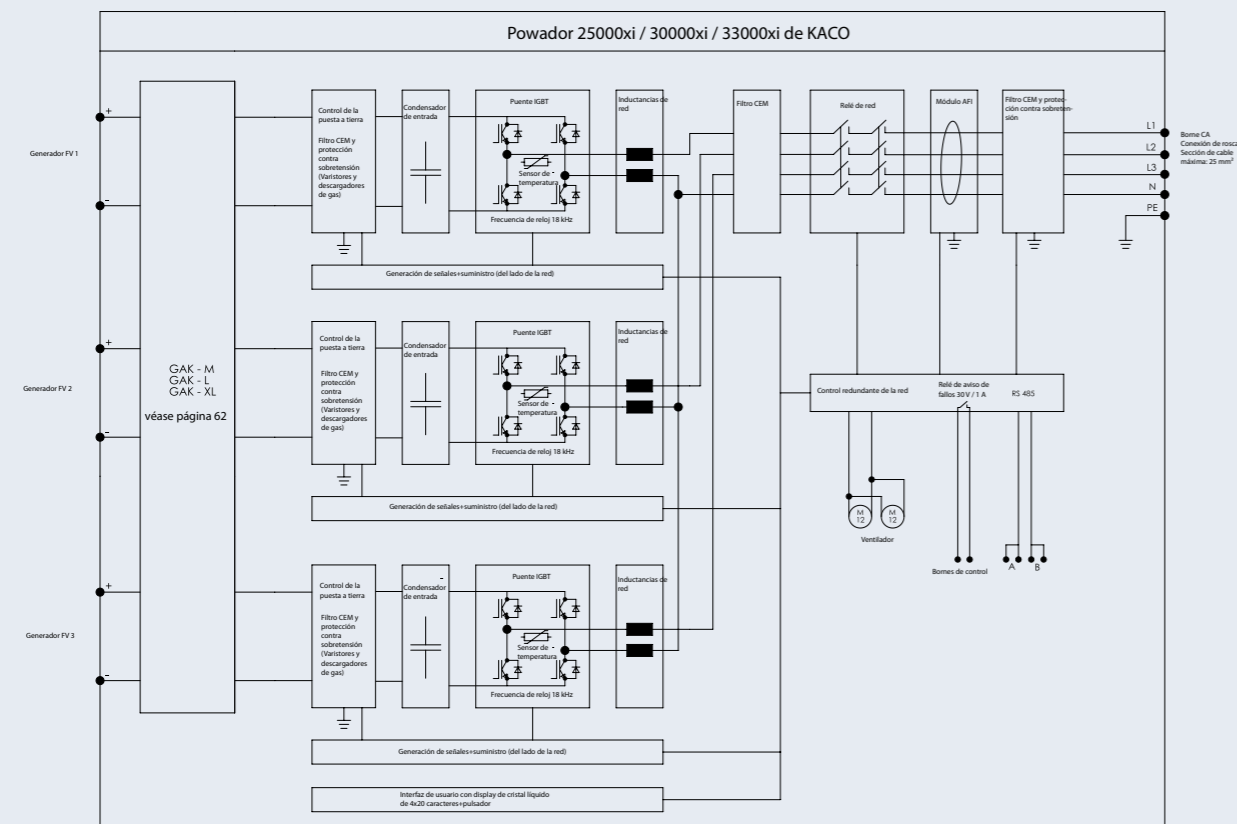 Powador 25000xi / 30000xi / 33000xi de KACO
Generador FV 1
+
-
Control de la
puesta a tierra
Filtro CEM y
protección
contra
sobretensión
(Varistores y
descargadores
de gas)
Condensador
de entrada
Puente IGBT
Sensor de -
temperatura
Frecuencia de reloj 18 kHz
Inductancias de
red
Generación de señales+suministro (del lado de la red)
Filtro CEM
Relé de red
Módulo AFI
Filtro CEM y protec-
ción contra sobreten-
sión
L1
L2
L3
N
PE
Borne CA
Conexión de rosca
Sección de cable
máxima: 25 mm²
GAK - M
GAK - L
GAK - XL
véase página 62
Generador FV 2
+
-
Control de la
puesta a tierra
Filtro CEM y
protección
contra
sobretensión
(Varistores y
descargadores
de gas)
Condensador
de entrada
Puente IGBT
Sensor de -
temperatura
Frecuencia de reloj 18 kHz
Inductancias de
red
Generación de señales+suministro (del lado de la red)
Control redundante de la red
Relé de aviso de
fallos 30 V / 1 A
RS 485
M
12
M
12
Ventilador
Bornes de control
A
B
Generador FV 3
+
-
Control de la
puesta a tierra
Filtro CEM y
protección
contra
sobretensión
(Varistores y
descargadores
de gas)
-
Condensador
de entrada
Puente IGBT
Sensor de -
temperatura
Frecuencia de reloj 18 kHz
Inductancias de
red
Generación de señales+suministro (del lado de la red)
Interfaz de usuario con display de cristal líquido
de 4x20 caracteres+pulsador